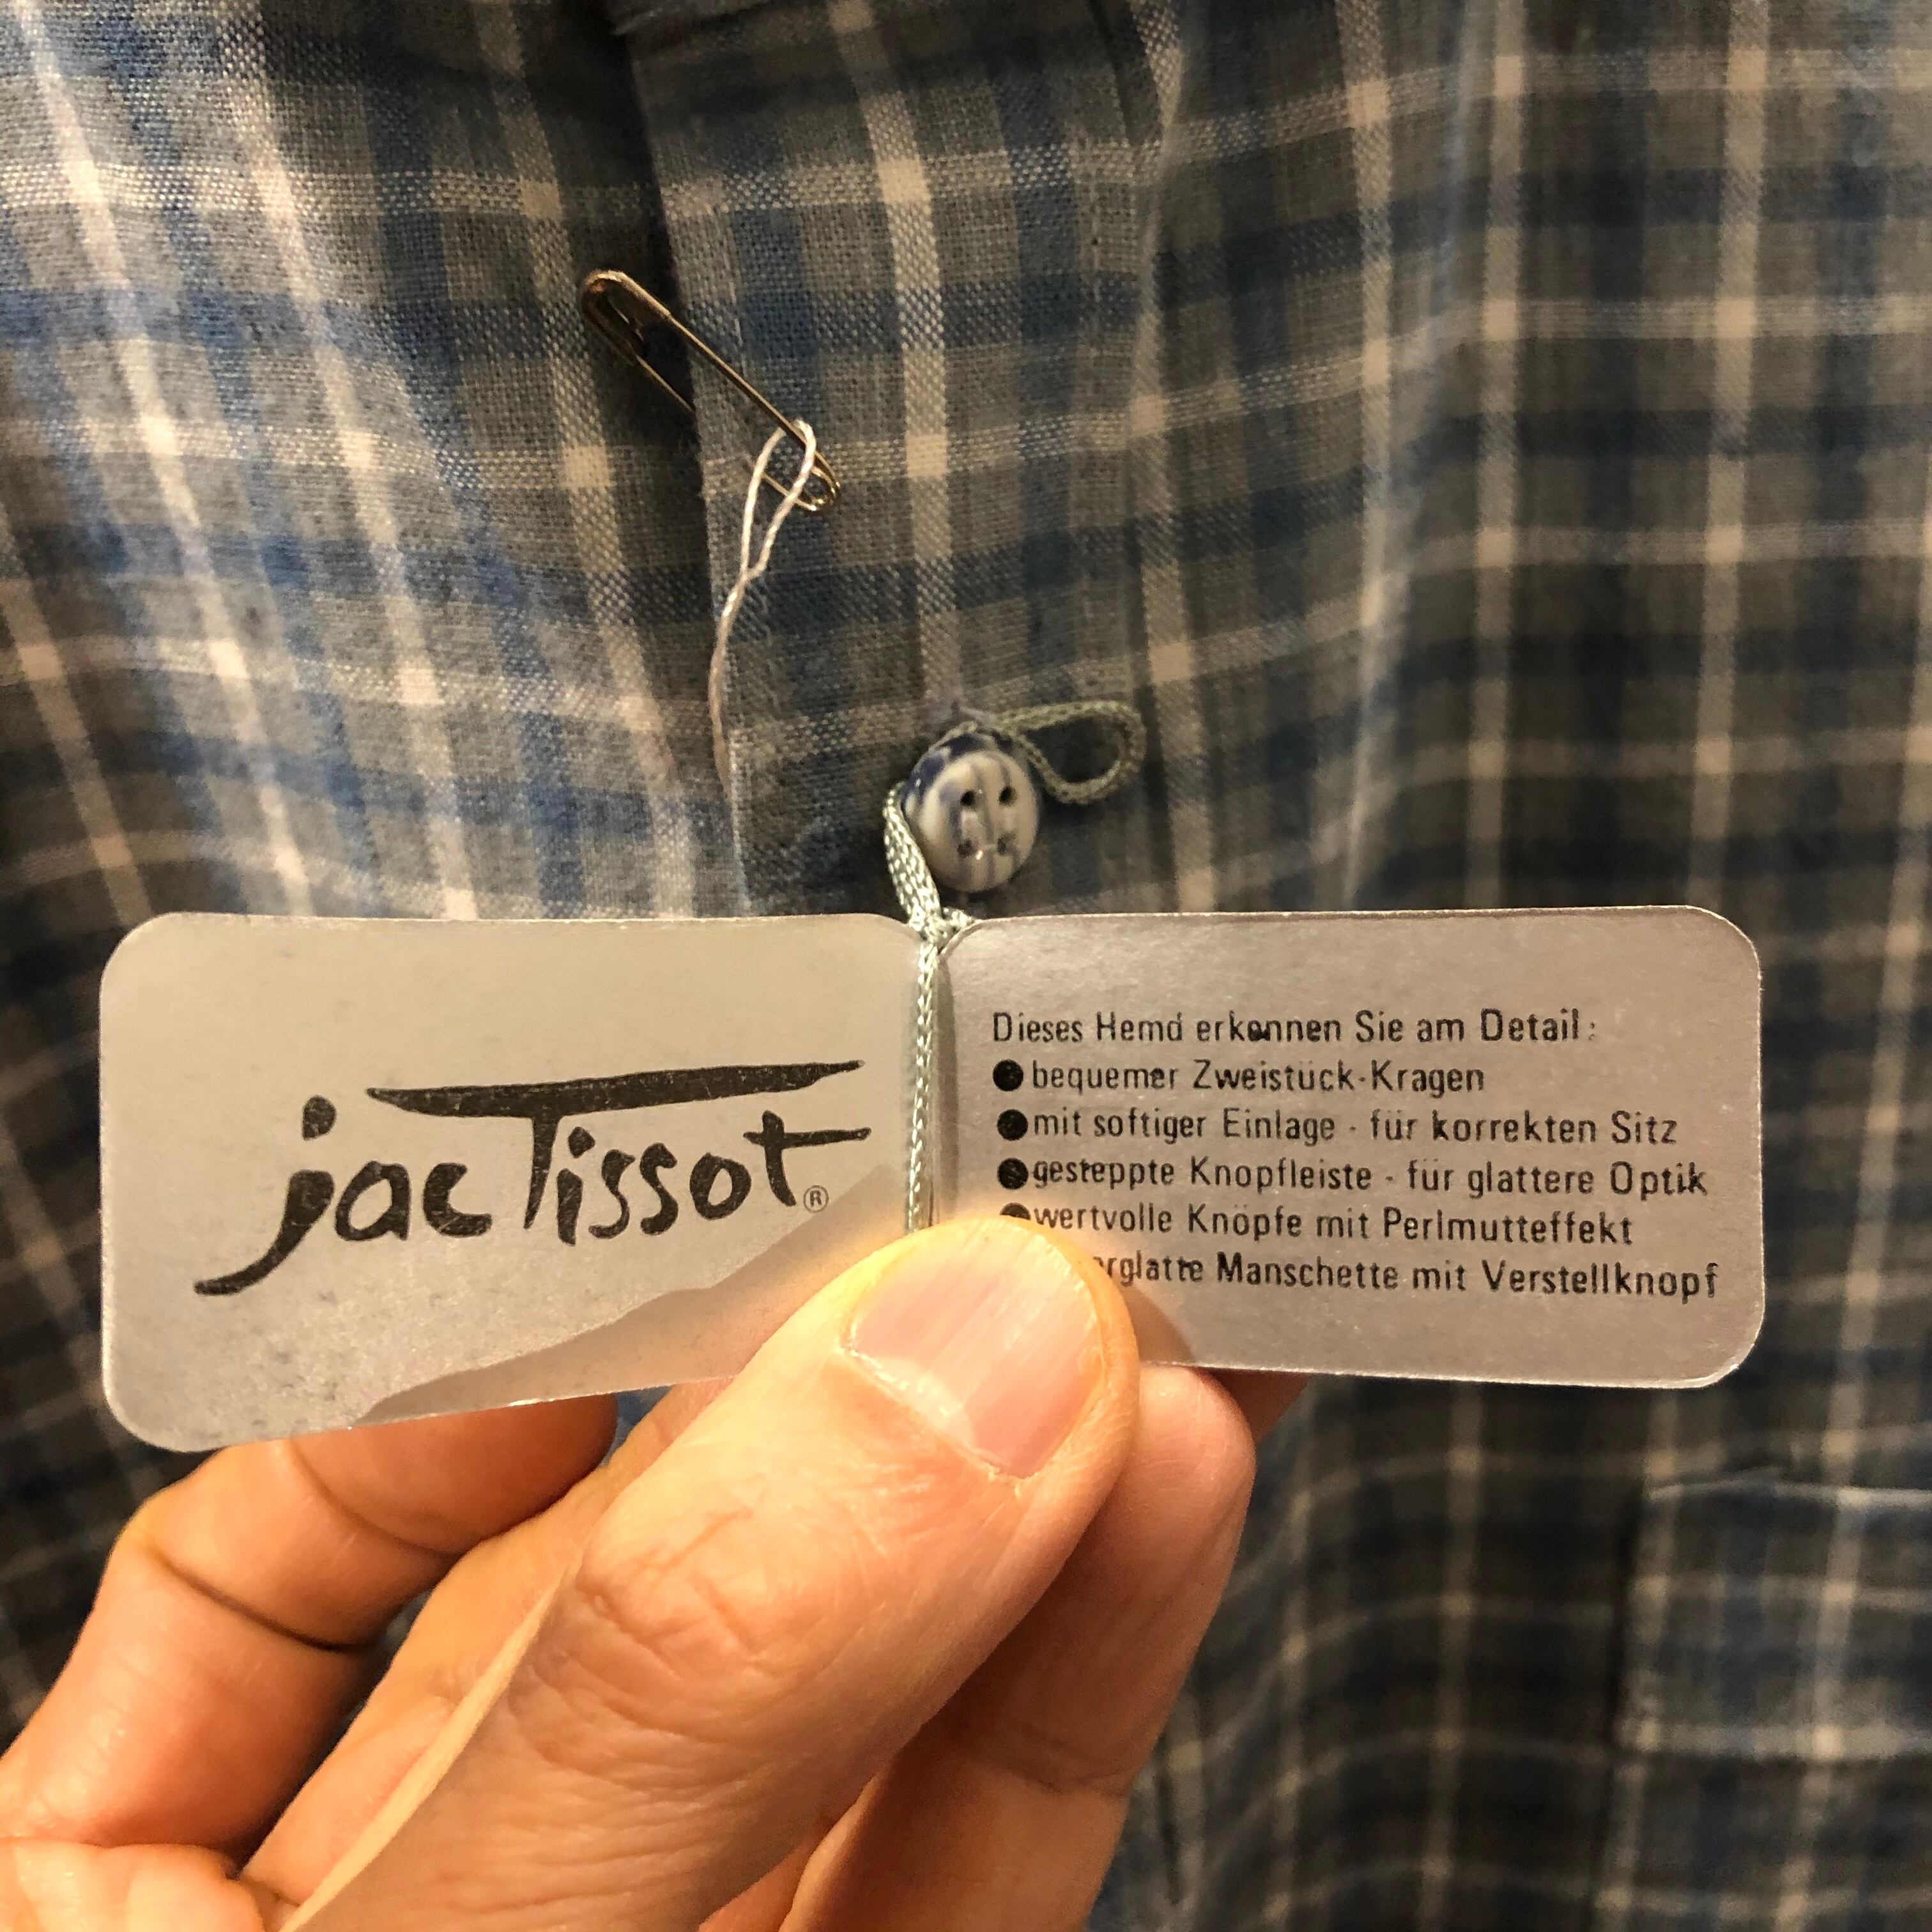 jac Tissot®
Dieses Hemd erkennen Sie am Detail:
● bequemer Zweistück-Kragen
● mit softiger Einlage - für korrekten Sitz
● gesteppte Knopfleiste - für glattere Optik
● wertvolle Knöpfe mit Perlmutteffekt
Manschette mit Verstellknopf